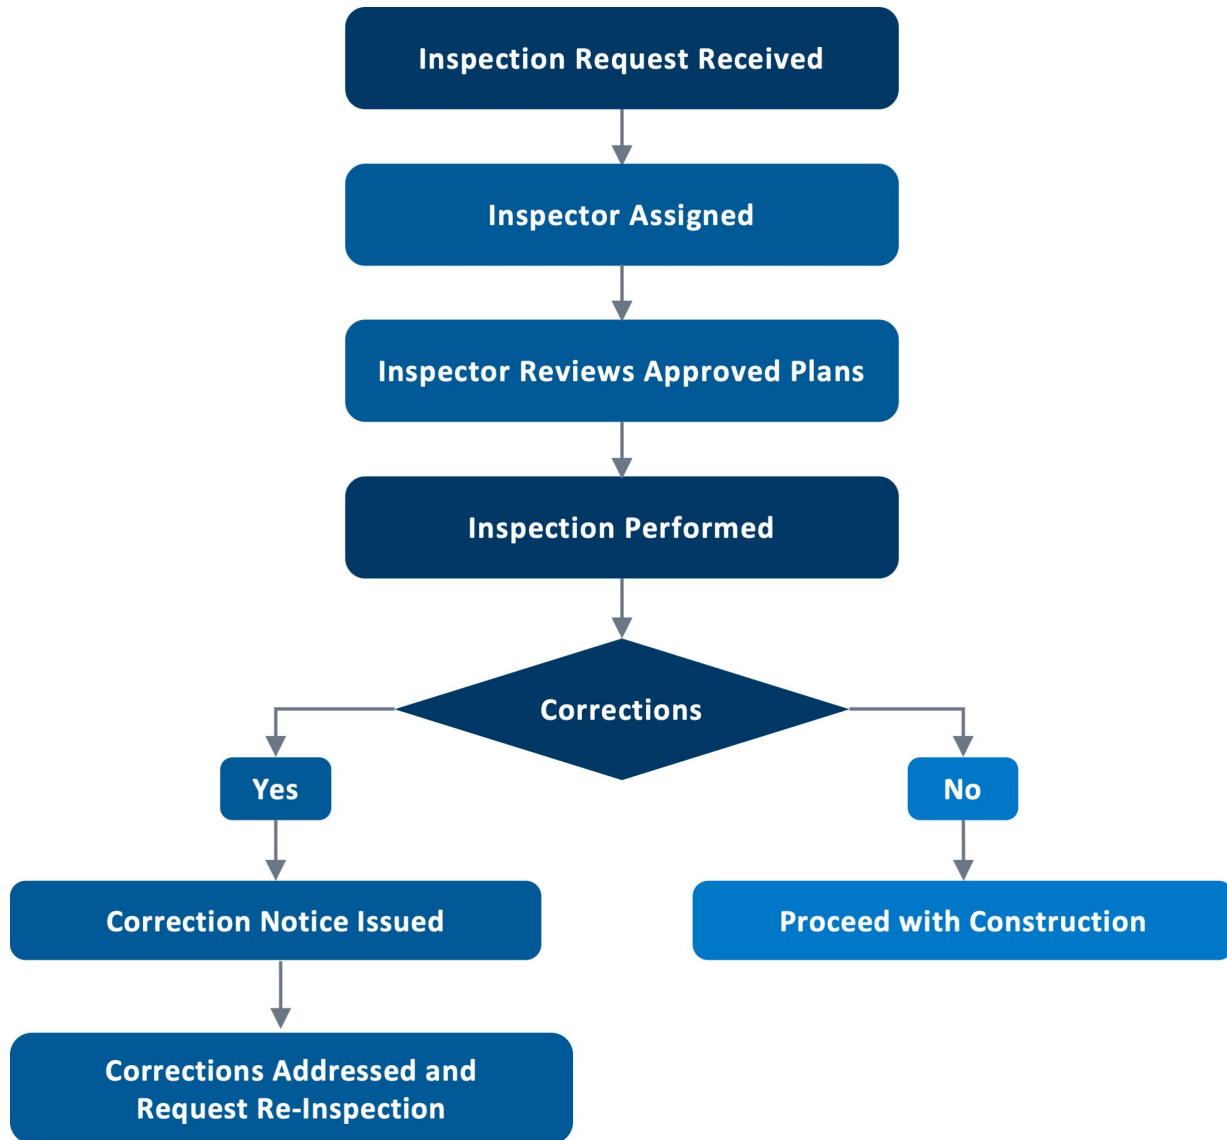 Inspection Request Received
Inspector Assigned
Inspector Reviews Approved Plans
Inspection Performed
Corrections
Yes
No
Correction Notice Issued
Proceed with Construction
Corrections Addressed and
Request Re-Inspection